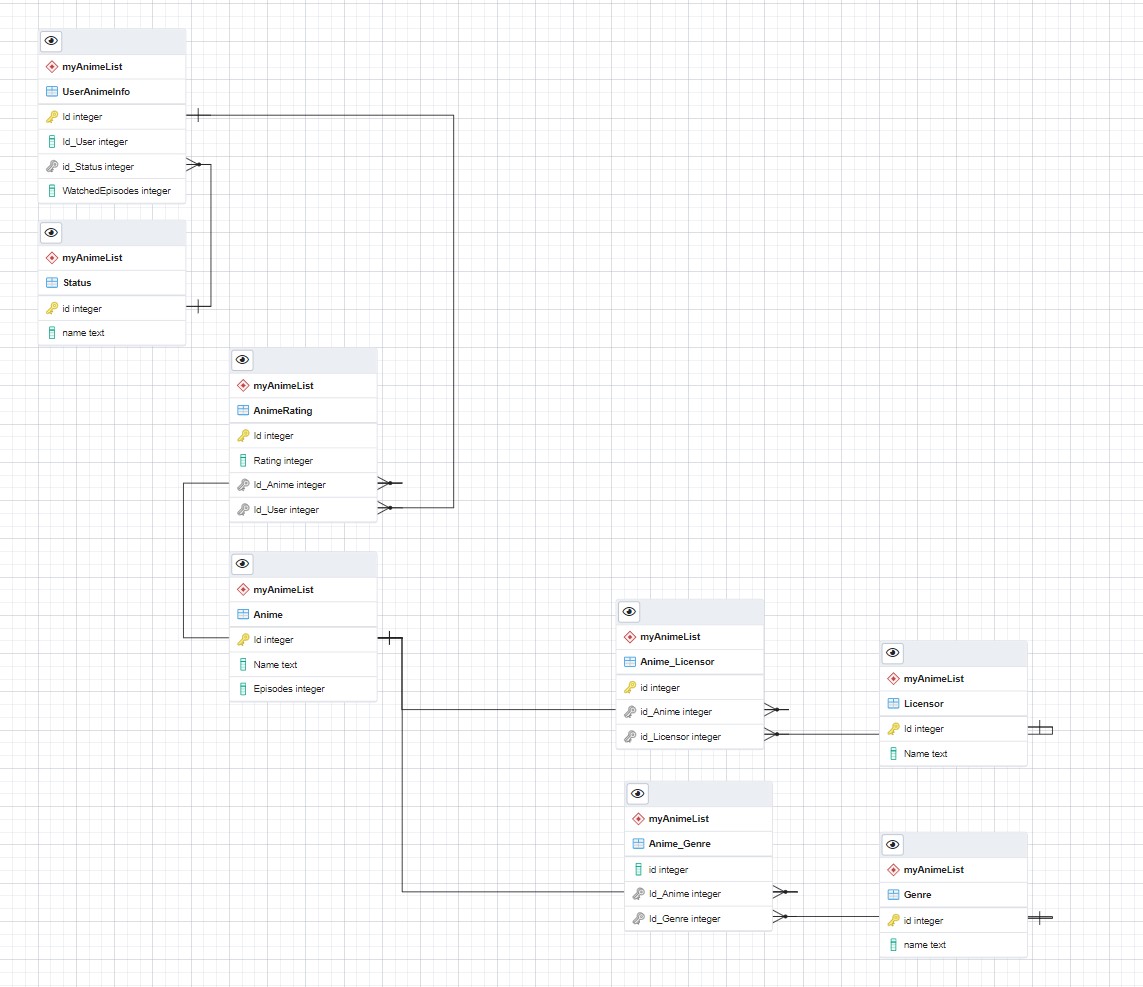 myAnimeList
UserAnimeInfo
Id integer
Id_User integer
id_Status integer
WatchedEpisodes integer
myAnimeList
Status
id integer
name text
myAnimeList
AnimeRating
Id integer
Rating integer
Id_Anime integer
Id_User integer
myAnimeList
Anime
Id integer
Name text
Episodes integer
myAnimeList
Anime_Licensor
id integer
id_Anime integer
id_Licensor integer
myAnimeList
Licensor
Id integer
Name text
myAnimeList
Anime_Genre
id integer
Id_Anime integer
Id_Genre integer
myAnimeList
Genre
id integer
name text